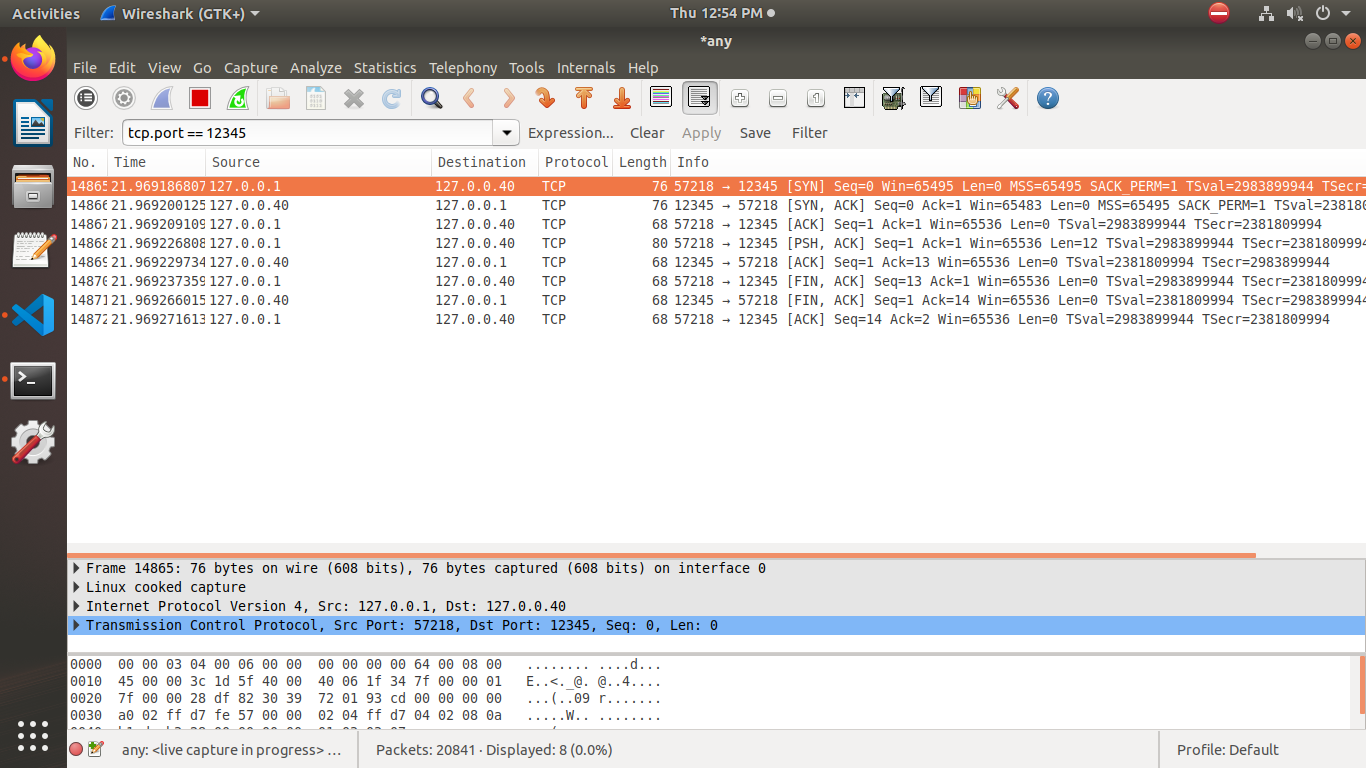 Activities Wireshark (GTK+) Thu 12:54 PM
*any
File Edit View Go Capture Analyze Statistics Telephony Tools Internals Help
Filter: tcp.port == 12345 Expression... Clear Apply Save Filter
No. Time Source Destination Protocol Length Info
14865 21.969186807 127.0.0.1 127.0.0.40 TCP 76 57218 → 12345 [SYN] Seq=0 Win=65495 Len=0 MSS=65495 SACK_PERM=1 TSval=2983899944 TSecr=
14866 21.969200125 127.0.0.40 127.0.0.1 TCP 76 12345 → 57218 [SYN, ACK] Seq=0 Ack=1 Win=65483 Len=0 MSS=65495 SACK_PERM=1 TSval=238180
14867 21.969209109 127.0.0.1 127.0.0.40 TCP 68 57218 → 12345 [ACK] Seq=1 Ack=1 Win=65536 Len=0 TSval=2983899944 TSecr=2381809994
14868 21.969226808 127.0.0.1 127.0.0.40 TCP 80 57218 → 12345 [PSH, ACK] Seq=1 Ack=1 Win=65536 Len=12 TSval=2983899944 TSecr=238180999
14869 21.969229734 127.0.0.40 127.0.0.1 TCP 68 12345 → 57218 [ACK] Seq=1 Ack=13 Win=65536 Len=0 TSval=2381809994 TSecr=2983899944
14870 21.969237359 127.0.0.1 127.0.0.40 TCP 68 57218 → 12345 [FIN, ACK] Seq=13 Ack=1 Win=65536 Len=0 TSval=2983899944 TSecr=238180999
14871 21.969266015 127.0.0.40 127.0.0.1 TCP 68 12345 → 57218 [FIN, ACK] Seq=1 Ack=14 Win=65536 Len=0 TSval=2381809994 TSecr=298389994
14872 21.969271613 127.0.0.1 127.0.0.40 TCP 68 57218 → 12345 [ACK] Seq=14 Ack=2 Win=65536 Len=0 TSval=2983899944 TSecr=2381809994
Frame 14865: 76 bytes on wire (608 bits), 76 bytes captured (608 bits) on interface 0
Linux cooked capture
Internet Protocol Version 4, Src: 127.0.0.1, Dst: 127.0.0.40
Transmission Control Protocol, Src Port: 57218, Dst Port: 12345, Seq: 0, Len: 0
0000 00 00 03 04 00 06 00 00 00 00 00 00 64 00 08 00 ........ ....d...
0010 45 00 00 3c 1d 5f 40 00 40 06 1f 34 7f 00 00 01 E..<._@. @..4....
0020 7f 00 00 28 df 82 30 39 72 01 93 cd 00 00 00 00 ...(..09 r.......
0030 a0 02 ff d7 fe 57 00 00 02 04 ff d7 04 02 08 0a .....W.. ........
any: <live capture in progress> ... Packets: 20841 · Displayed: 8 (0.0%) Profile: Default